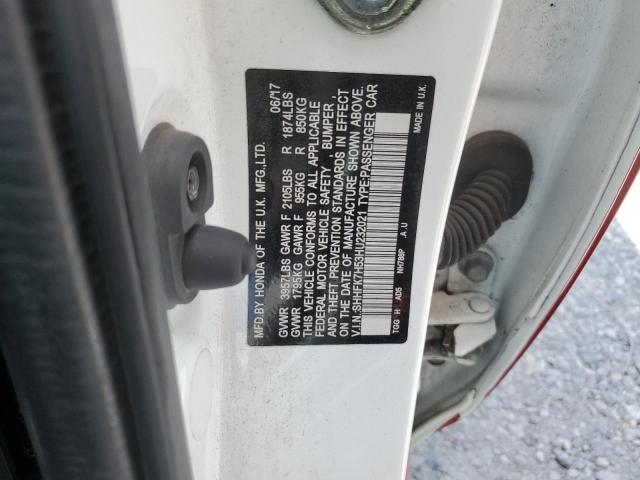 MFD.BY HONDA OF THE U.K. MFG.,LTD. 06/17
GVWR 3957LBS GAWR F 2105LBS R 1874LBS
GVWR 1795KG GAWR F 955KG R 850KG
THIS VEHICLE CONFORMS TO ALL APPLICABLE
FEDERAL MOTOR VEHICLE SAFETY, BUMPER,
AND THEFT PREVENTION STANDARDS IN EFFECT
ON THE DATE OF MANUFACTURE SHOWN ABOVE.
V.I.N.:SHHFK7H53HU232021 TYPE:PASSENGER CAR
TGG H AD5 NH788P .A.U MADE IN U.K.